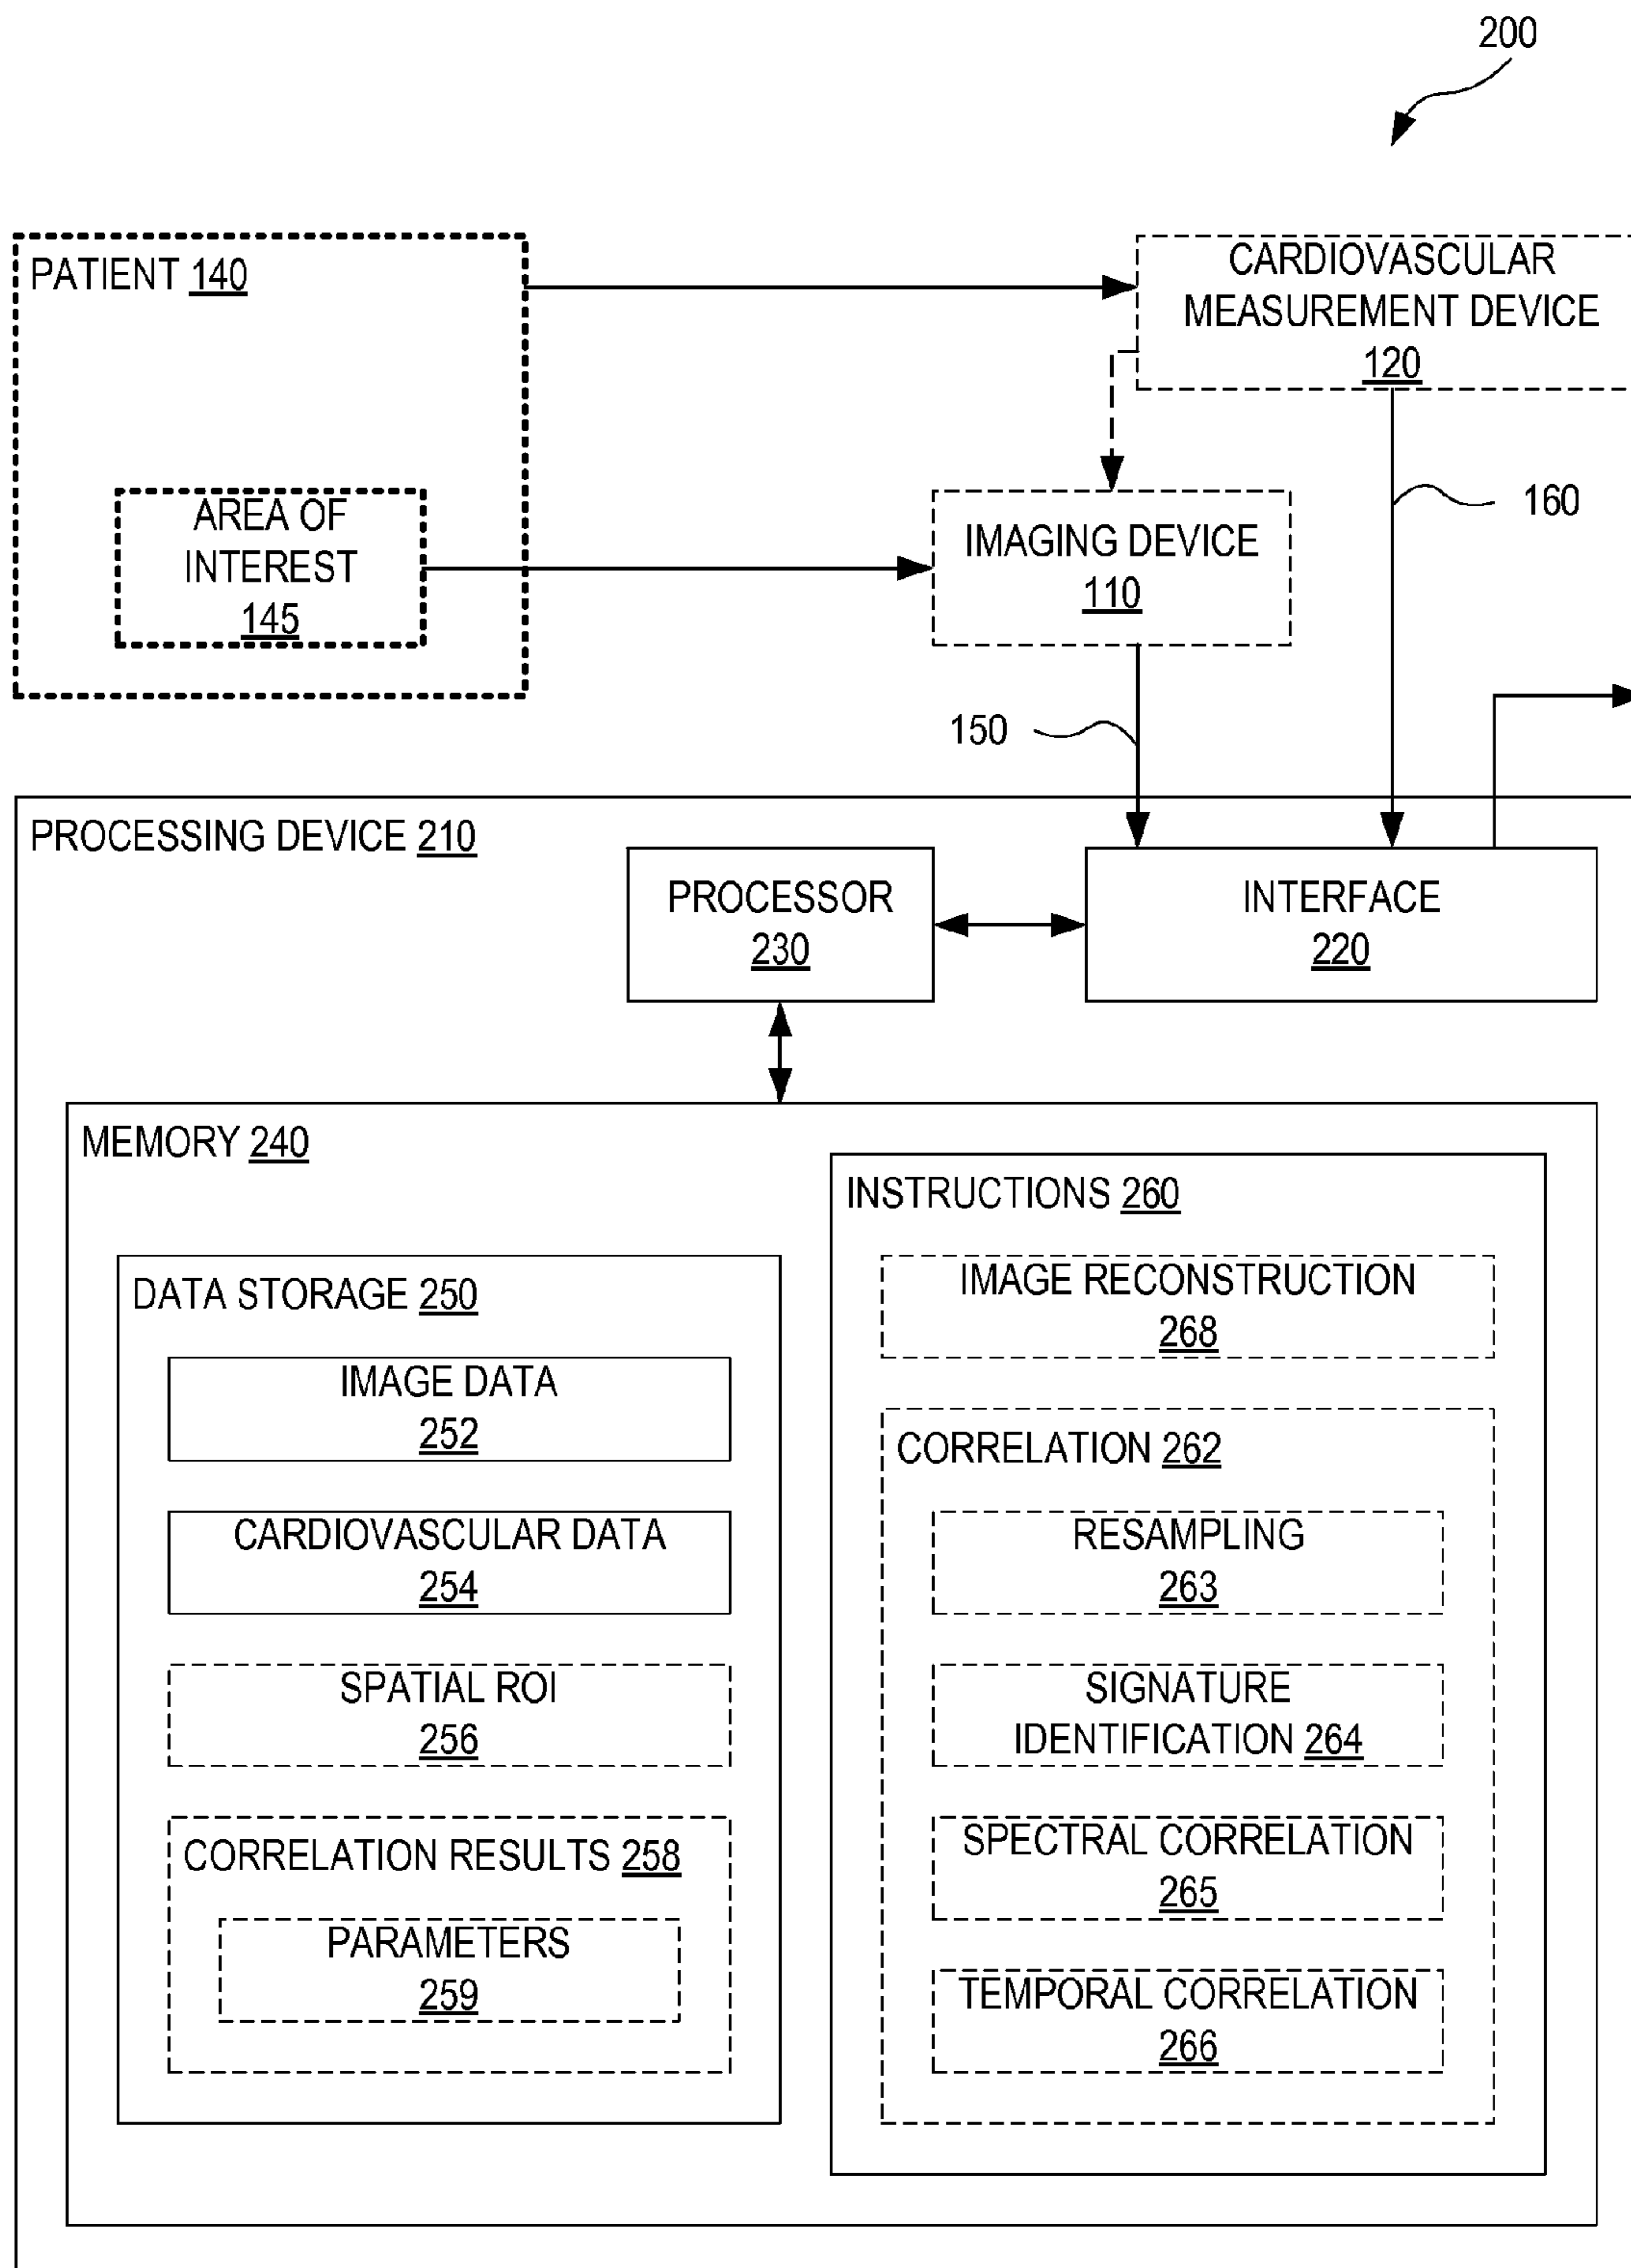 200
PATIENT 140
CARDIOVASCULAR
MEASUREMENT DEVICE
120
AREA OF
INTEREST
145
IMAGING DEVICE
110
160
150
PROCESSING DEVICE 210
PROCESSOR
230
INTERFACE
220
MEMORY 240
INSTRUCTIONS 260
DATA STORAGE 250
IMAGE DATA
252
CARDIOVASCULAR DATA
254
SPATIAL ROI
256
CORRELATION RESULTS 258
PARAMETERS
259
IMAGE RECONSTRUCTION
268
CORRELATION 262
RESAMPLING
263
SIGNATURE
IDENTIFICATION 264
SPECTRAL CORRELATION
265
TEMPORAL CORRELATION
266